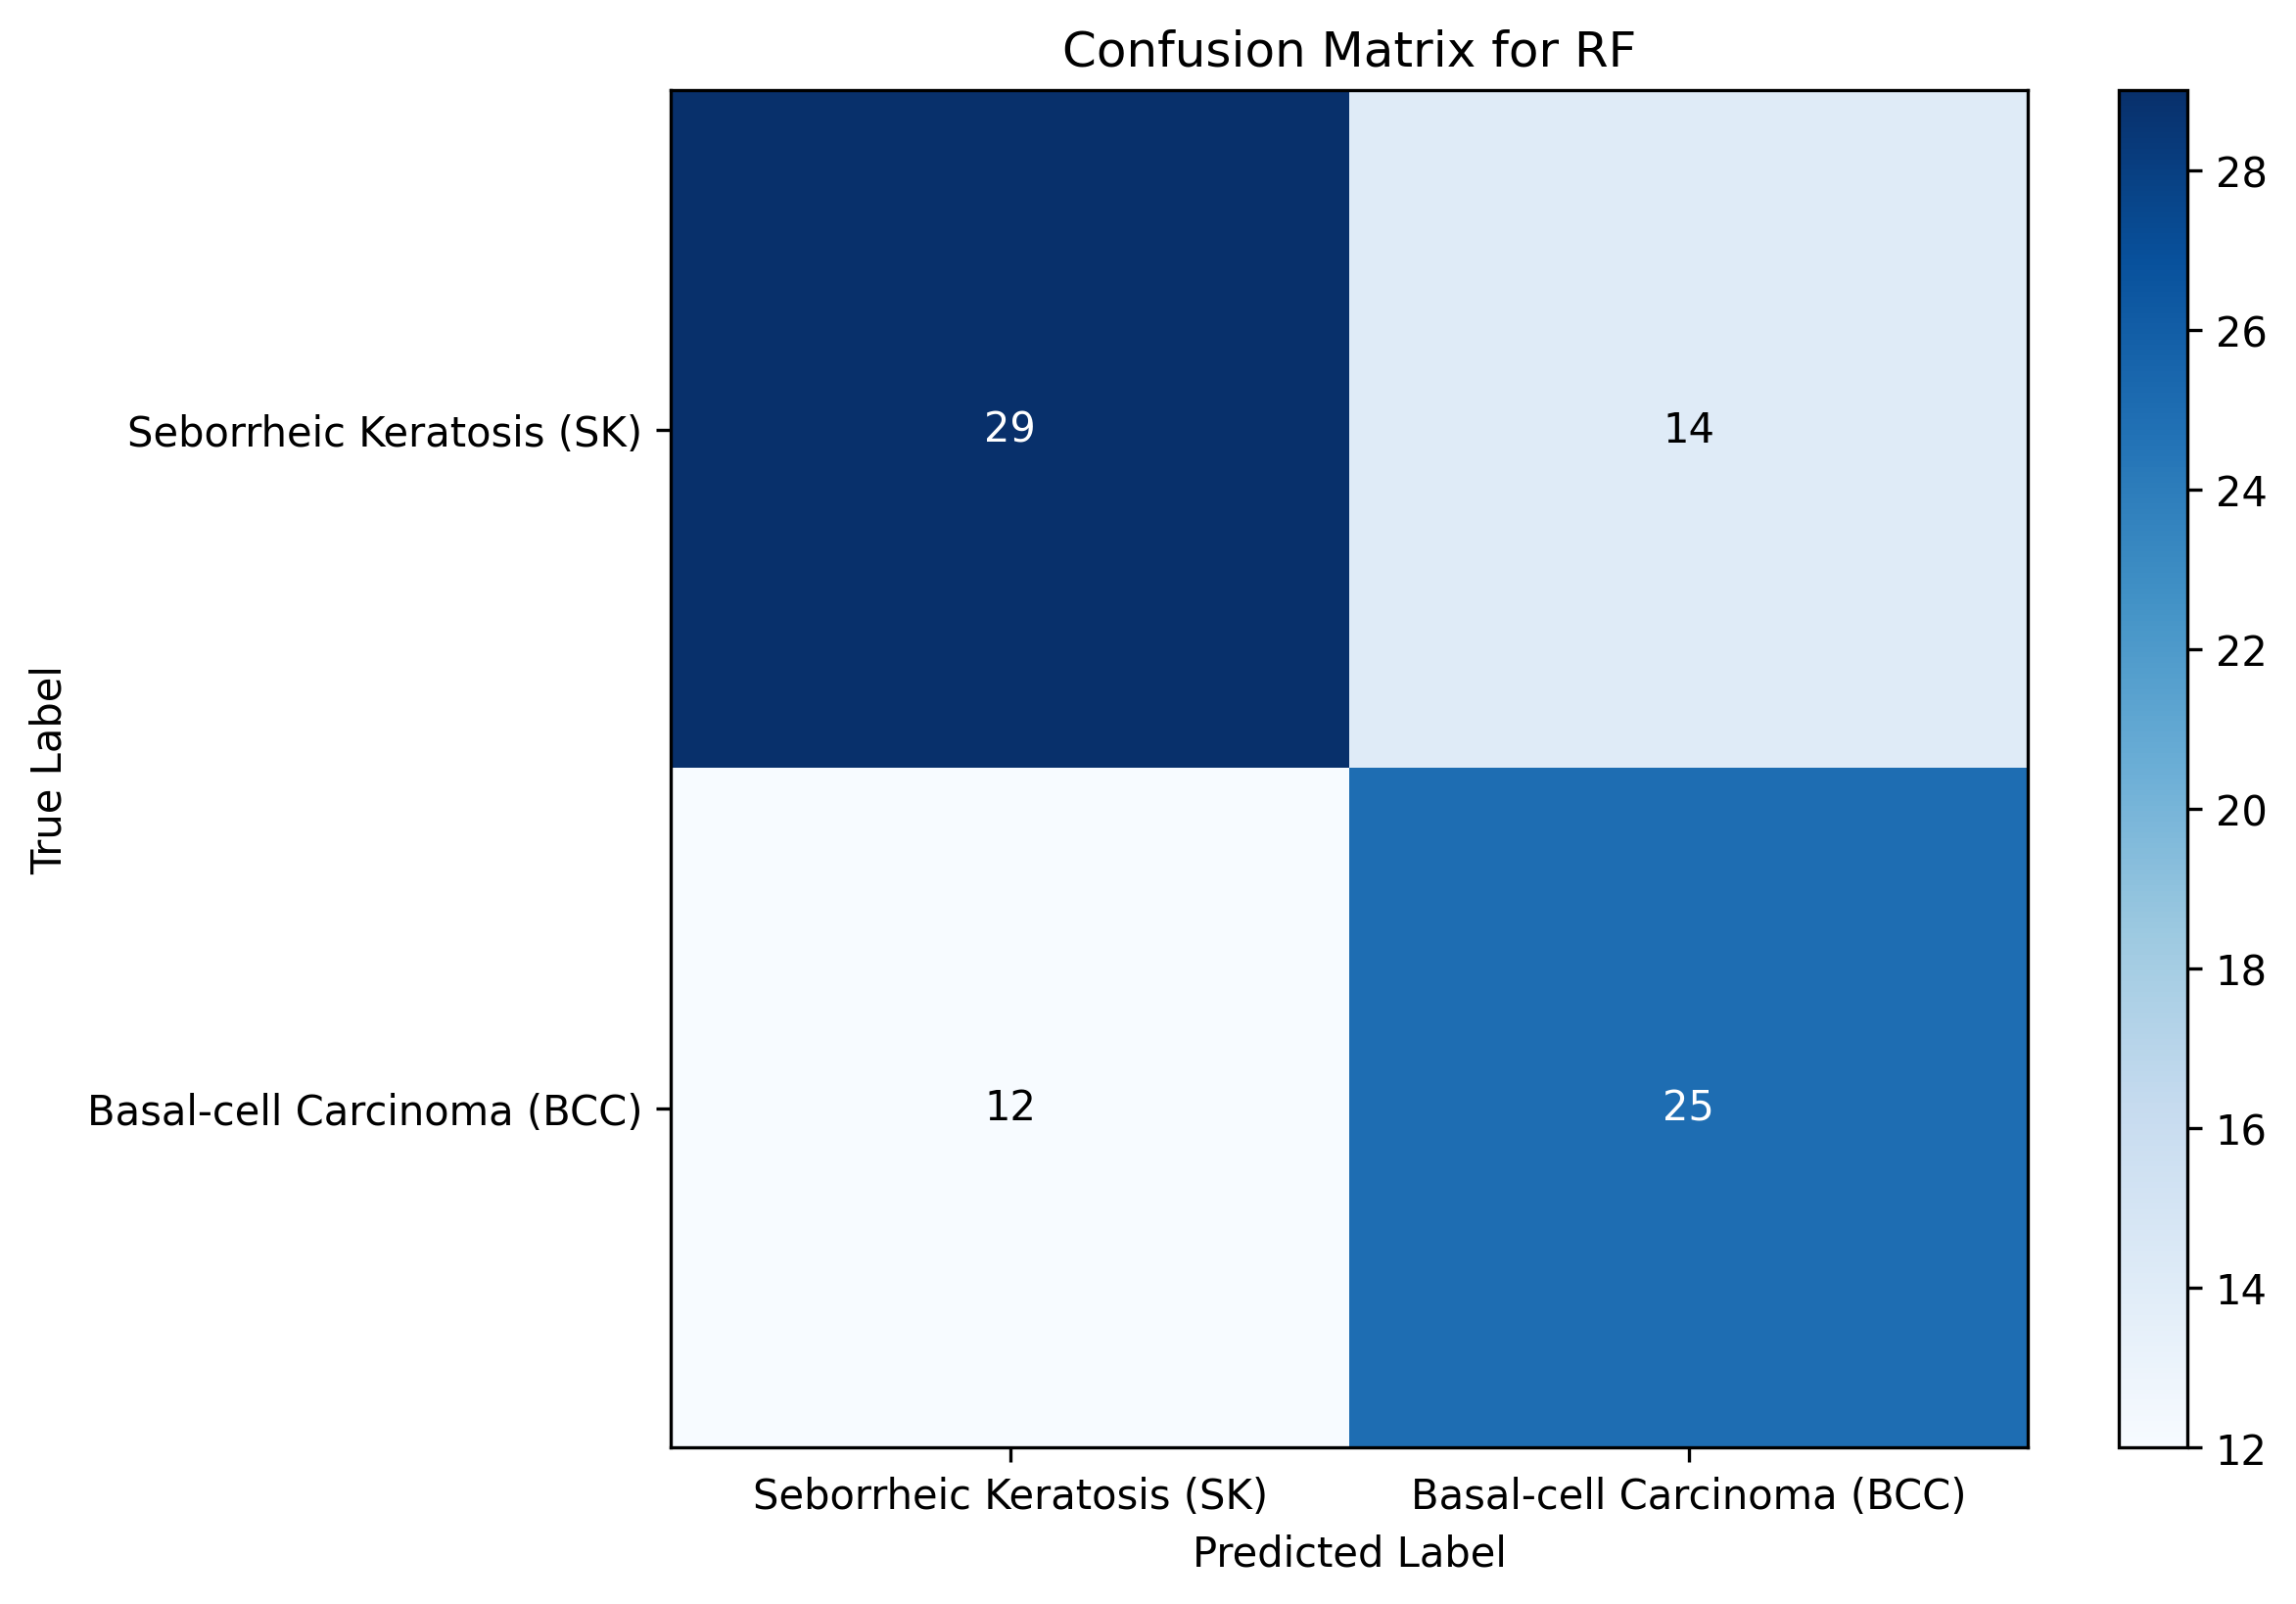 Confusion Matrix for RF
True Label
Seborrheic Keratosis (SK)
Basal-cell Carcinoma (BCC)
29
14
12
25
Seborrheic Keratosis (SK)
Basal-cell Carcinoma (BCC)
Predicted Label
28
26
24
22
20
18
16
14
12